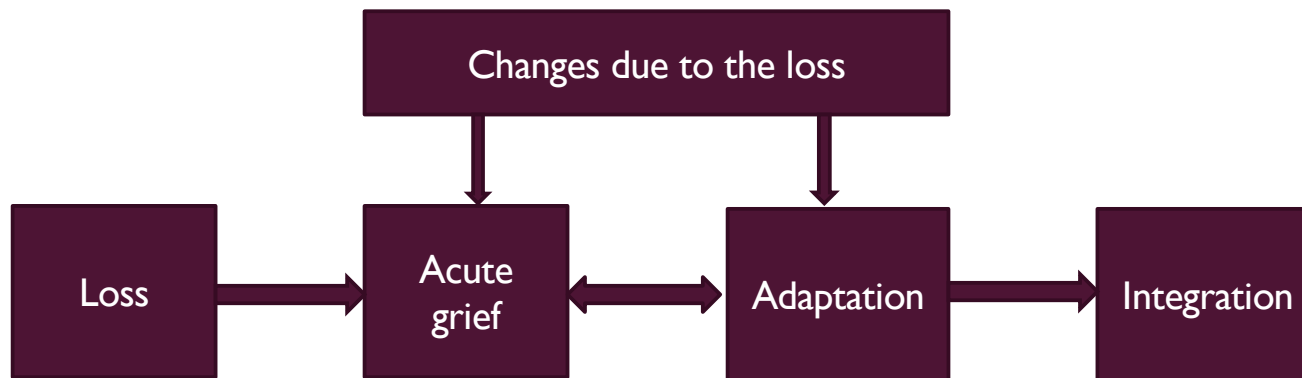 Changes due to the loss
Loss
Acute
grief
Adaptation
Integration